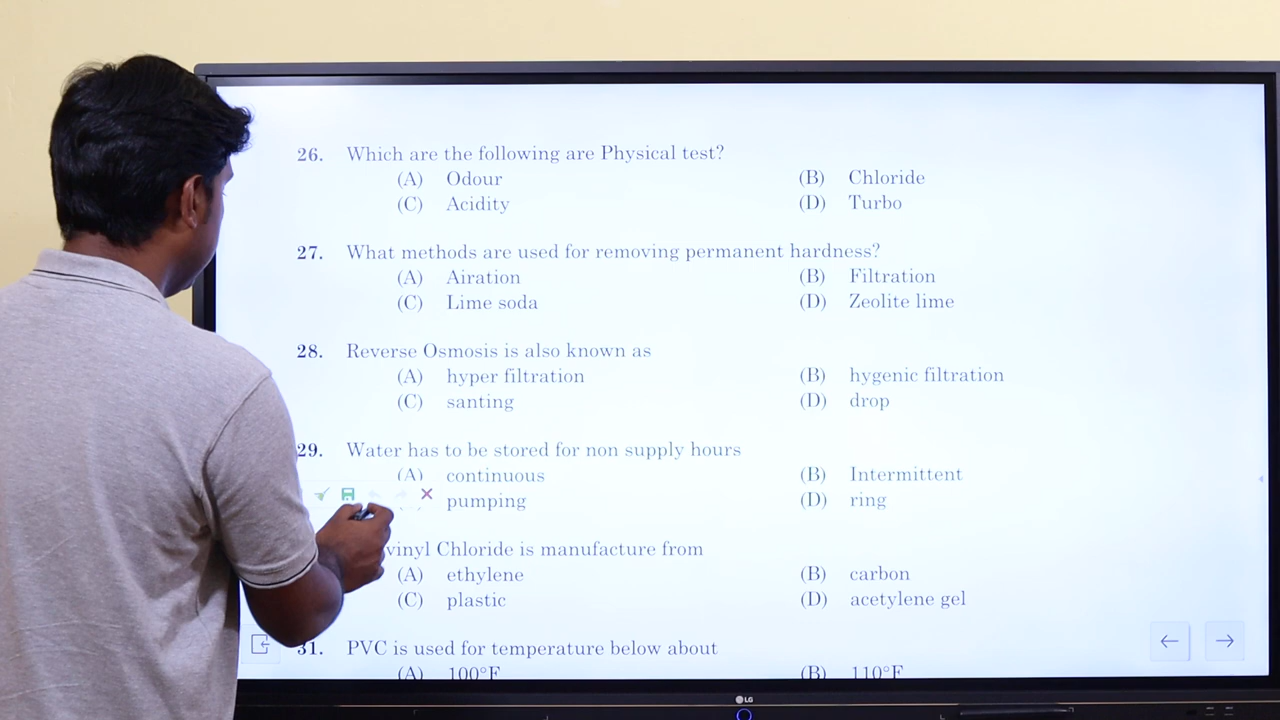 26. Which are the following are Physical test?
(A) Odour (B) Chloride
(C) Acidity (D) Turbo
27. What methods are used for removing permanent hardness?
(A) Airation (B) Filtration
(C) Lime soda (D) Zeolite lime
28. Reverse Osmosis is also known as
(A) hyper filtration (B) hygenic filtration
(C) santing (D) drop
29. Water has to be stored for non supply hours
(A) continuous (B) Intermittent
pumping (D) ring
vinyl Chloride is manufacture from
(A) ethylene (B) carbon
(C) plastic (D) acetylene gel
31. PVC is used for temperature below about
(A) 100°F (B) 110°F
LG